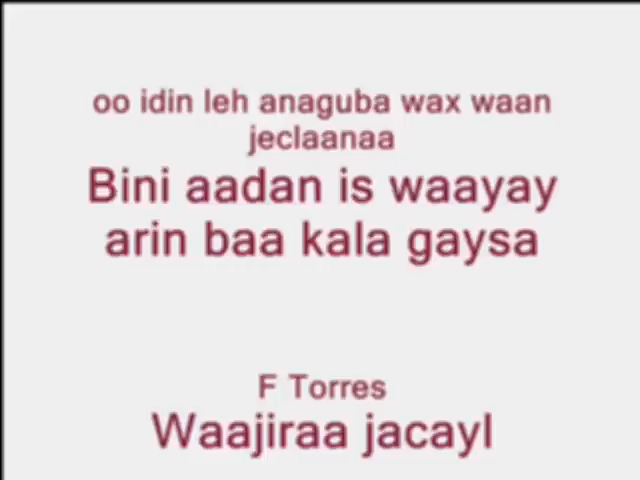 oo idin leh anaguba wax waan
jeclaanaa
Bini aadan is waayay
arin baa kala gaysa
F Torres
Waajiraa jacayl